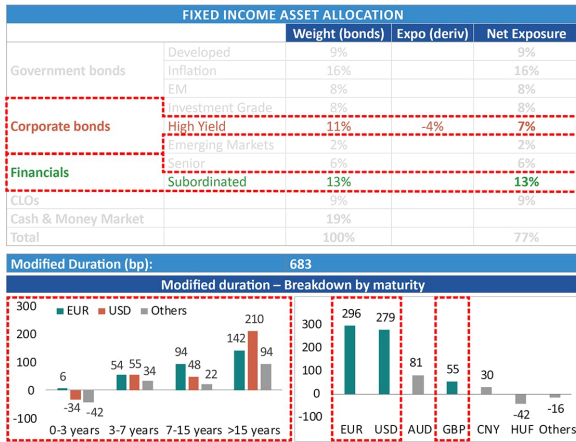 FIXED INCOME ASSET ALLOCATION
Weight (bonds) Expo (deriv) Net Exposure
Government bonds
Developed 9% 9%
Inflation 16% 16%
EM 8% 8%
Corporate bonds
Investment Grade 8% 8%
High Yield 11% -4% 7%
Emerging Markets 2% 2%
Financials
Senior 6% 6%
Subordinated 13% 13%
CLOs 9% 9%
Cash & Money Market 19%
Total 100% 77%
Modified Duration (bp): 683
Modified duration – Breakdown by maturity
EUR USD Others
300
200
100
0
-100
6 -34 -42
54 55 34
94 48 22
142 210 94
0-3 years 3-7 years 7-15 years >15 years
300
200
100
0
-100
296 279 81 55 30 -42 -16
EUR USD AUD GBP CNY HUF Others